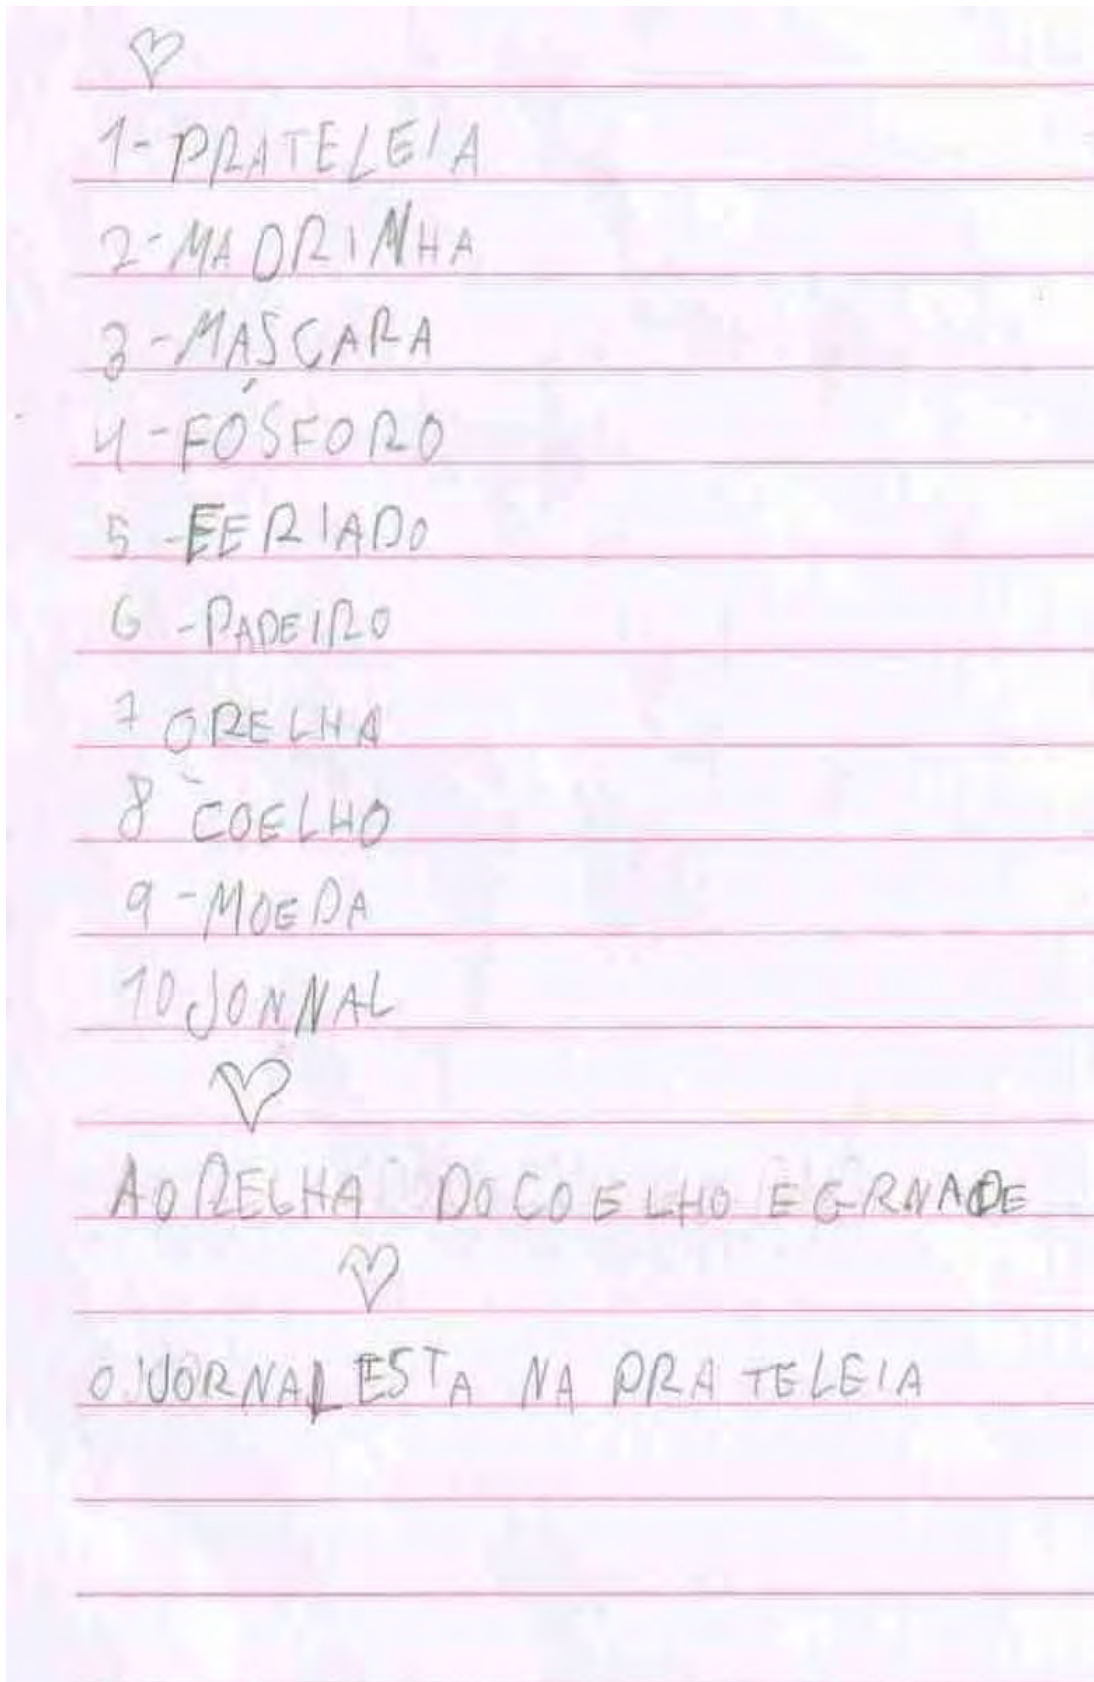 1-PRATELEIA
2-MADRINHA
3-MASCARA
4-FÓSFORO
5-FERIADO
6-PADEIRO
7 ORELHA
8 COELHO
9-MOEDA
10 JONNAL
AORELHA DOCOELHO EGRNADE
O JORNAL ESTA NA PRATELEIA